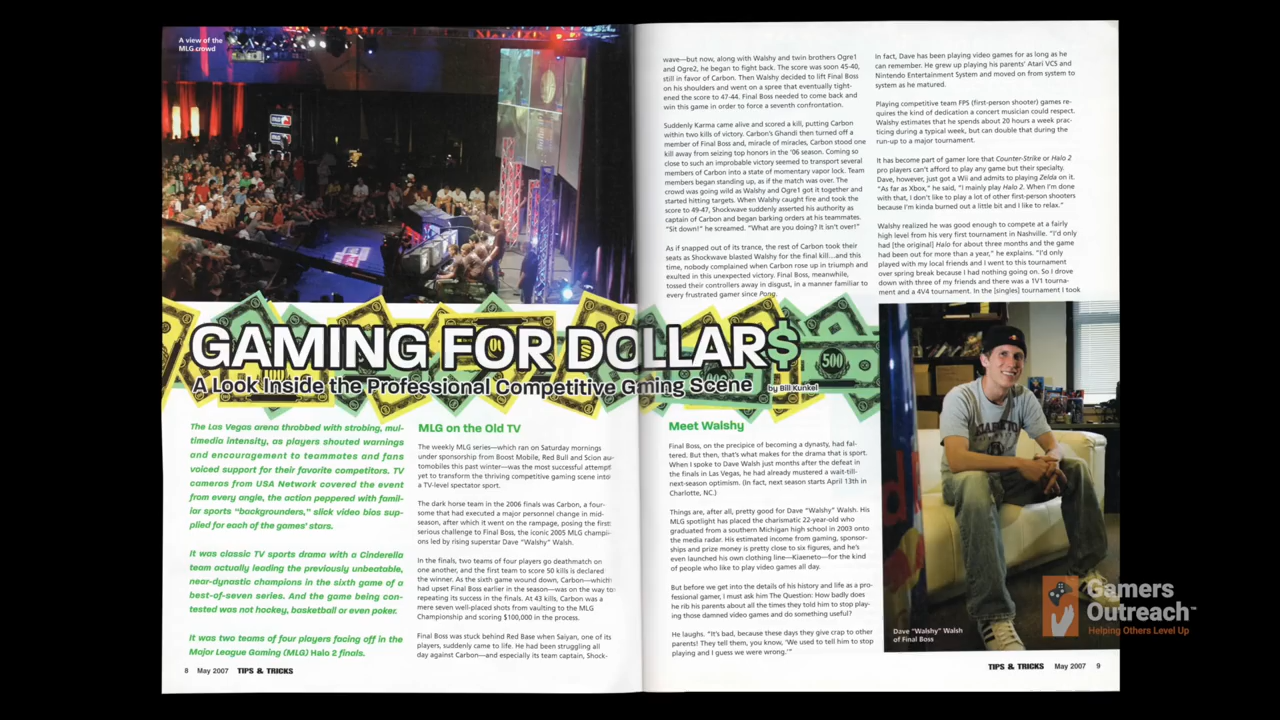 A view of the
MLG crowd
GAMING FOR DOLLAR$
A Look Inside the Professional Competitive Gming Scene
by Bill Kunkel
500
The Las Vegas arena throbbed with strobing, mul-
timedia intensity, as players shouted warnings
and encouragement to teammates and fans
voiced support for their favorite competitors. TV
cameras from USA Network covered the event
from every angle, the action peppered with famil-
iar sports “backgrounders,” slick video bios sup-
plied for each of the games’ stars.
It was classic TV sports drama with a Cinderella
team actually leading the previously unbeatable,
near-dynastic champions in the sixth game of a
best-of-seven series. And the game being con-
tested was not hockey, basketball or even poker.
It was two teams of four players facing off in the
Major League Gaming (MLG) Halo 2 finals.
MLG on the Old TV
The weekly MLG series—which ran on Saturday mornings
under sponsorship from Boost Mobile, Red Bull and Scion au-
tomobiles this past winter—was the most successful attempt
yet to transform the thriving competitive gaming scene into
a TV-level spectator sport.
The dark horse team in the 2006 finals was Carbon, a four-
some that had executed a major personnel change in mid-
season, after which it went on the rampage, posing the first
serious challenge to Final Boss, the iconic 2005 MLG champi-
ons led by rising superstar Dave “Walshy” Walsh.
In the finals, two teams of four players go deathmatch on
one another, and the first team to score 50 kills is declared
the winner. As the sixth game wound down, Carbon—which
had upset Final Boss earlier in the season—was on the way to
repeating its success in the finals. At 43 kills, Carbon was a
mere seven well-placed shots from vaulting to the MLG
Championship and scoring $100,000 in the process.
Final Boss was stuck behind Red Base when Saiyan, one of its
players, suddenly came to life. He had been struggling all
day against Carbon—and especially its team captain, Shock-
8 May 2007 TIPS & TRICKS
wave—but now, along with Walshy and twin brothers Ogre1
and Ogre2, he began to fight back. The score was soon 45-40,
still in favor of Carbon. Then Walshy decided to lift Final Boss
on his shoulders and went on a spree that eventually tight-
ened the score to 47-44. Final Boss needed to come back and
win this game in order to force a seventh confrontation.
Suddenly Karma came alive and scored a kill, putting Carbon
within two kills of victory. Carbon’s Ghandi then turned off a
member of Final Boss and, miracle of miracles, Carbon stood one
kill away from seizing top honors in the ’06 season. Coming so
close to such an improbable victory seemed to transport several
members of Carbon into a state of momentary vapor lock. Team
members began standing up, as if the match was over. The
crowd was going wild as Walshy and Ogre1 got it together and
started hitting targets. When Walshy caught fire and took the
score to 49-47, Shockwave suddenly asserted his authority as
captain of Carbon and began barking orders at his teammates.
“Sit down!” he screamed. “What are you doing? It isn’t over!”
As if snapped out of its trance, the rest of Carbon took their
seats as Shockwave blasted Walshy for the final kill...and this
time, nobody complained when Carbon rose up in triumph and
exulted in this unexpected victory. Final Boss, meanwhile,
tossed their controllers away in disgust, in a manner familiar to
every frustrated gamer since Pong.
Meet Walshy
Final Boss, on the precipice of becoming a dynasty, had fal-
tered. But then, that’s what makes for the drama that is sport.
When I spoke to Dave Walsh just months after the defeat in
the finals in Las Vegas, he had already mustered a wait-till-
next-season optimism. (In fact, next season starts April 13th in
Charlotte, NC.)
Things are, after all, pretty good for Dave “Walshy” Walsh. His
MLG spotlight has placed the charismatic 22-year-old who
graduated from a southern Michigan high school in 2003 onto
the media radar. His estimated income from gaming, sponsor-
ships and prize money is pretty close to six figures, and he’s
even launched his own clothing line—Kiaeneto—for the kind
of people who like to play video games all day.
But before we get into the details of his history and life as a pro-
fessional gamer, I must ask him The Question: How badly does
he rib his parents about all the times they told him to stop play-
ing those damned video games and do something useful?
He laughs. “It’s bad, because these days they give crap to other
parents! They tell them, you know, ‘We used to tell him to stop
playing and I guess we were wrong.’”
In fact, Dave has been playing video games for as long as he
can remember. He grew up playing his parents’ Atari VCS and
Nintendo Entertainment System and moved on from system to
system as he matured.
Playing competitive team FPS (first-person shooter) games re-
quires the kind of dedication a concert musician could respect.
Walshy estimates that he spends about 20 hours a week prac-
ticing during a typical week, but can double that during the
run-up to a major tournament.
It has become part of gamer lore that Counter-Strike or Halo 2
pro players can’t afford to play any game but their specialty.
Dave, however, just got a Wii and admits to playing Zelda on it.
“As far as Xbox,” he said, “I mainly play Halo 2. When I’m done
with that, I don’t like to play a lot of other first-person shooters
because I’m kinda burned out a little bit and I like to relax.”
Walshy realized he was good enough to compete at a fairly
high level from his very first tournament in Nashville. “I’d only
had [the original] Halo for about three months and the game
had been out for more than a year,” he explains. “I’d only
played with my local friends and I went to this tournament
over spring break because I had nothing going on. So I drove
down with three of my friends and there was a 1V1 tourna-
ment and a 4V4 tournament. In the [singles] tournament I took
Dave “Walshy” Walsh
of Final Boss
Gamers
Outreach™
Helping Others Level Up
TIPS & TRICKS May 2007 9